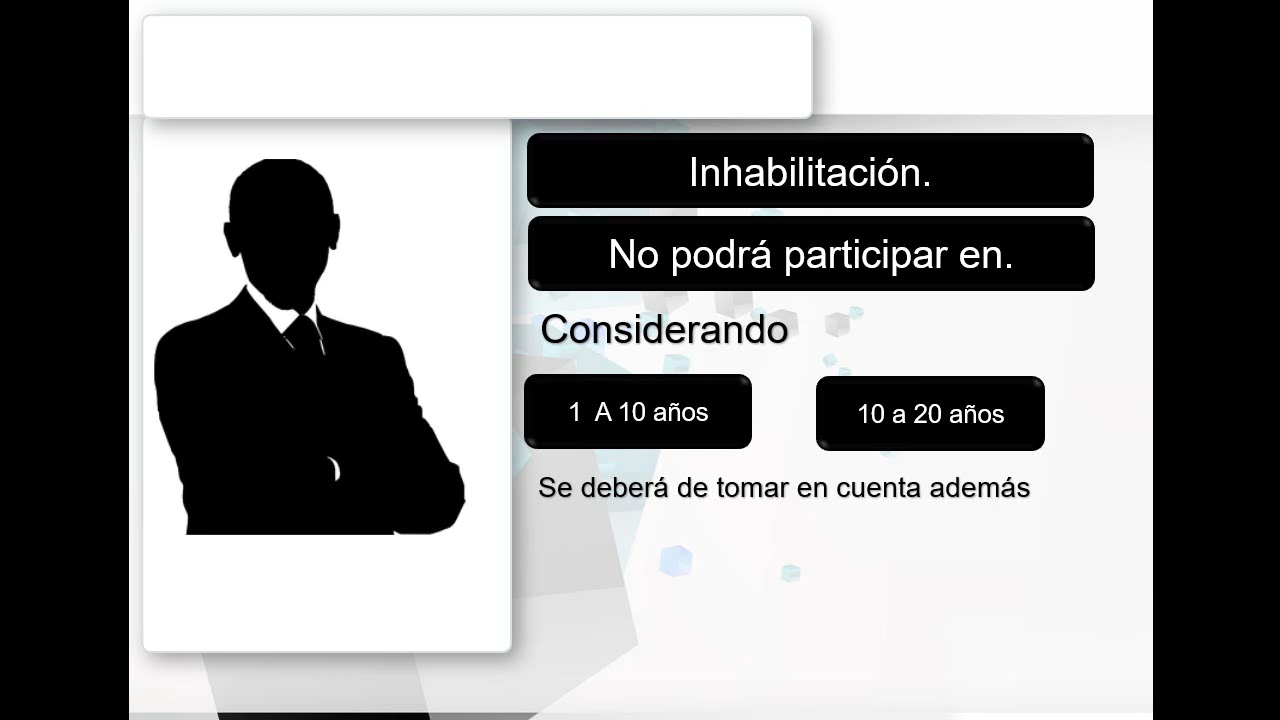 Inhabilitación.
No podrá participar en.
Considerando
1 A 10 años
10 a 20 años
Se deberá de tomar en cuenta además